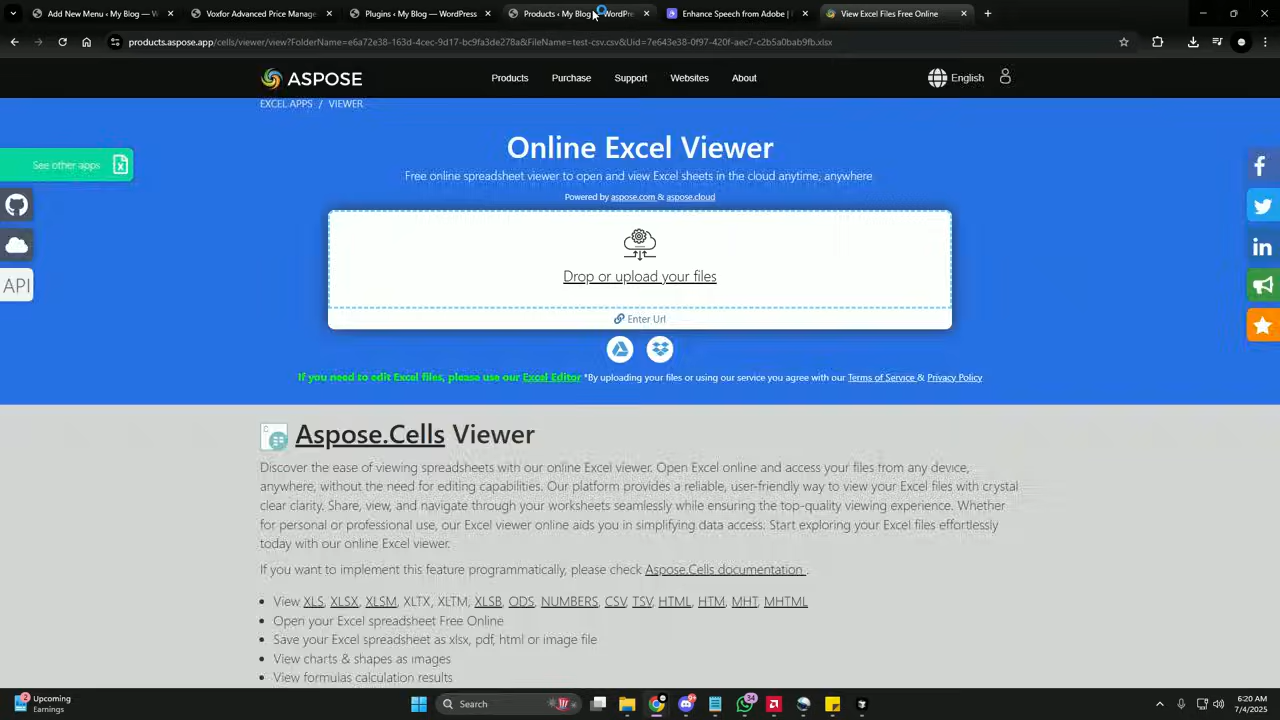 Add New Menu ‹ My Blog — Wo
Voxfor Advanced Price Manage
Plugins ‹ My Blog — WordPress
Products ‹ My Blog — WordPre
Enhance Speech from Adobe |
View Excel Files Free Online
products.aspose.app/cells/viewer/view?FolderName=e6a72e38-163d-4cec-9d17-bc9fa3de278a&FileName=test-csv.csv&Uid=7e643e38-0f97-420f-aec7-c2b5a0bab9fb.xlsx
ASPOSE
Products
Purchase
Support
Websites
About
English
EXCEL APPS / VIEWER
Online Excel Viewer
See other apps
Free online spreadsheet viewer to open and view Excel sheets in the cloud anytime, anywhere
Powered by aspose.com & aspose.cloud
Drop or upload your files
API
Enter Url
If you need to edit Excel files, please use our Excel Editor *By uploading your files or using our service you agree with our Terms of Service & Privacy Policy
Aspose.Cells Viewer
Discover the ease of viewing spreadsheets with our online Excel viewer. Open Excel online and access your files from any device,
anywhere, without the need for editing capabilities. Our platform provides a reliable, user-friendly way to view your Excel files with crystal
clear clarity. Share, view, and navigate through your worksheets seamlessly while ensuring the top-quality viewing experience. Whether
for personal or professional use, our Excel viewer online aids you in simplifying data access. Start exploring your Excel files effortlessly
today with our online Excel viewer.
If you want to implement this feature programmatically, please check Aspose.Cells documentation .
View XLS, XLSX, XLSM, XLTX, XLTM, XLSB, ODS, NUMBERS, CSV, TSV, HTML, HTM, MHT, MHTML
Open your Excel spreadsheet Free Online
Save your Excel spreadsheet as xlsx, pdf, html or image file
View charts & shapes as images
View formulas calculation results
2
Upcoming
Earnings
Search
9+
34
6:20 AM
7/4/2025